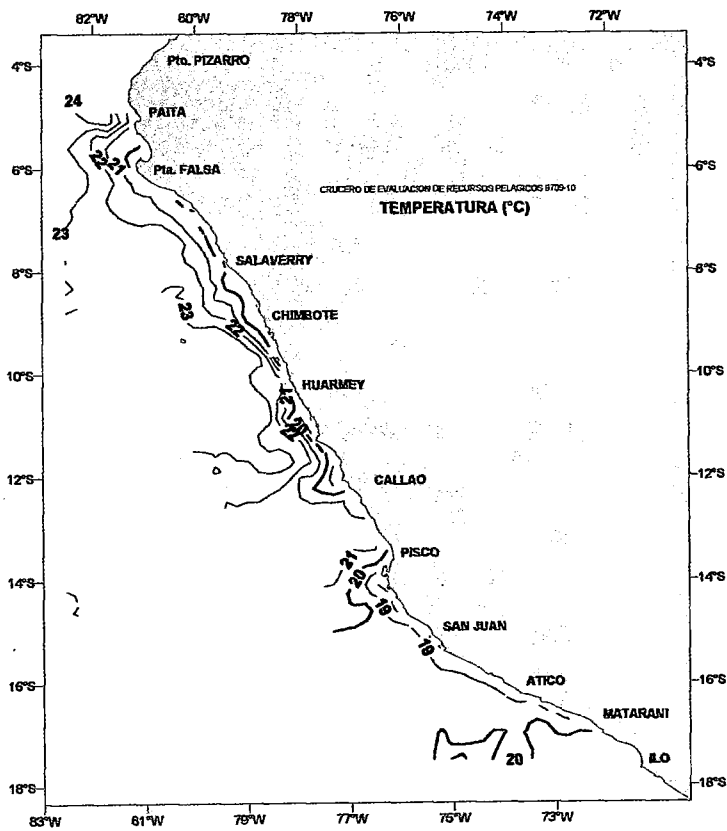 82°W 80°W 78°W 76°W 74°W 72°W
4°S Pto. PIZARRO 4°S
24 PAITA
22 21 6°S Pta. FALSA 6°S
CRUCERO DE EVALUACION DE RECURSOS PELAGICOS 9709-10
TEMPERATURA (°C)
23
8°S SALAVERRY 8°S
23 22 CHIMBOTE
10°S HUARMEY 10°S
21
12°S CALLAO 12°S
21 PISCO
14°S 20 14°S
19 SAN JUAN
19
16°S ATICO 16°S
MATARANI
20 ILO
18°S 18°S
83°W 81°W 79°W 77°W 75°W 73°W